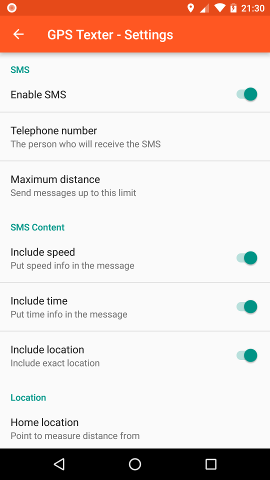 21:30
GPS Texter - Settings
SMS
Enable SMS
Telephone number
The person who will receive the SMS
Maximum distance
Send messages up to this limit
SMS Content
Include speed
Put speed info in the message
Include time
Put time info in the message
Include location
Include exact location
Location
Home location
Point to measure distance from